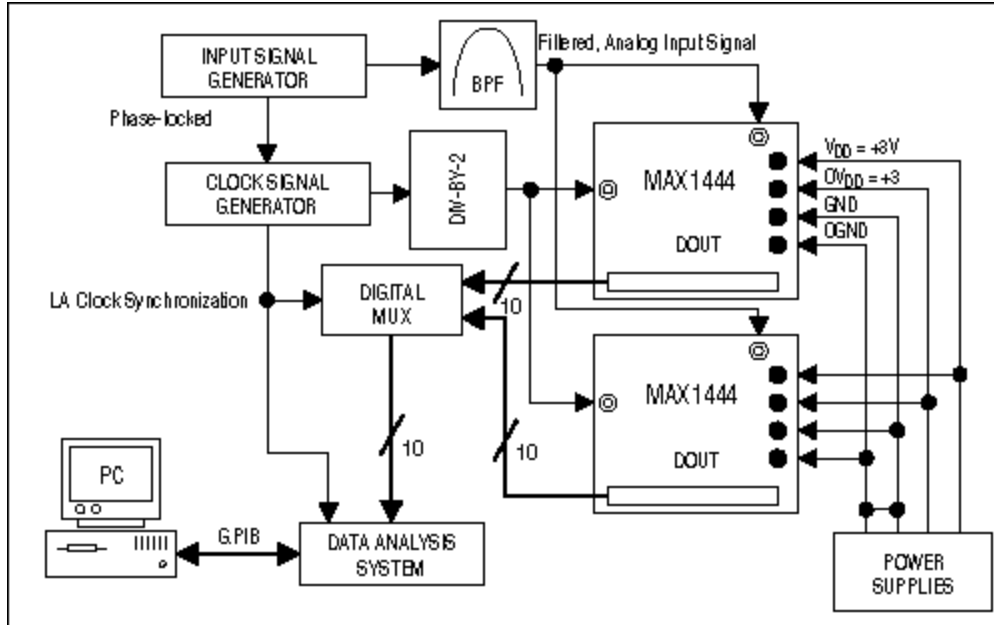 INPUT SIGNAL
GENERATOR
BPF
Filtered, Analog Input Signal
Phase-locked
CLOCK SIGNAL
GENERATOR
DIV-BY-2
MAX1444
DOUT
VDD = +3V
OVDD = +3
GND
OGND
LA Clock Synchronization
DIGITAL
MUX
10
MAX1444
DOUT
10
10
PC
GPIB
DATA ANALYSIS
SYSTEM
POWER
SUPPLIES